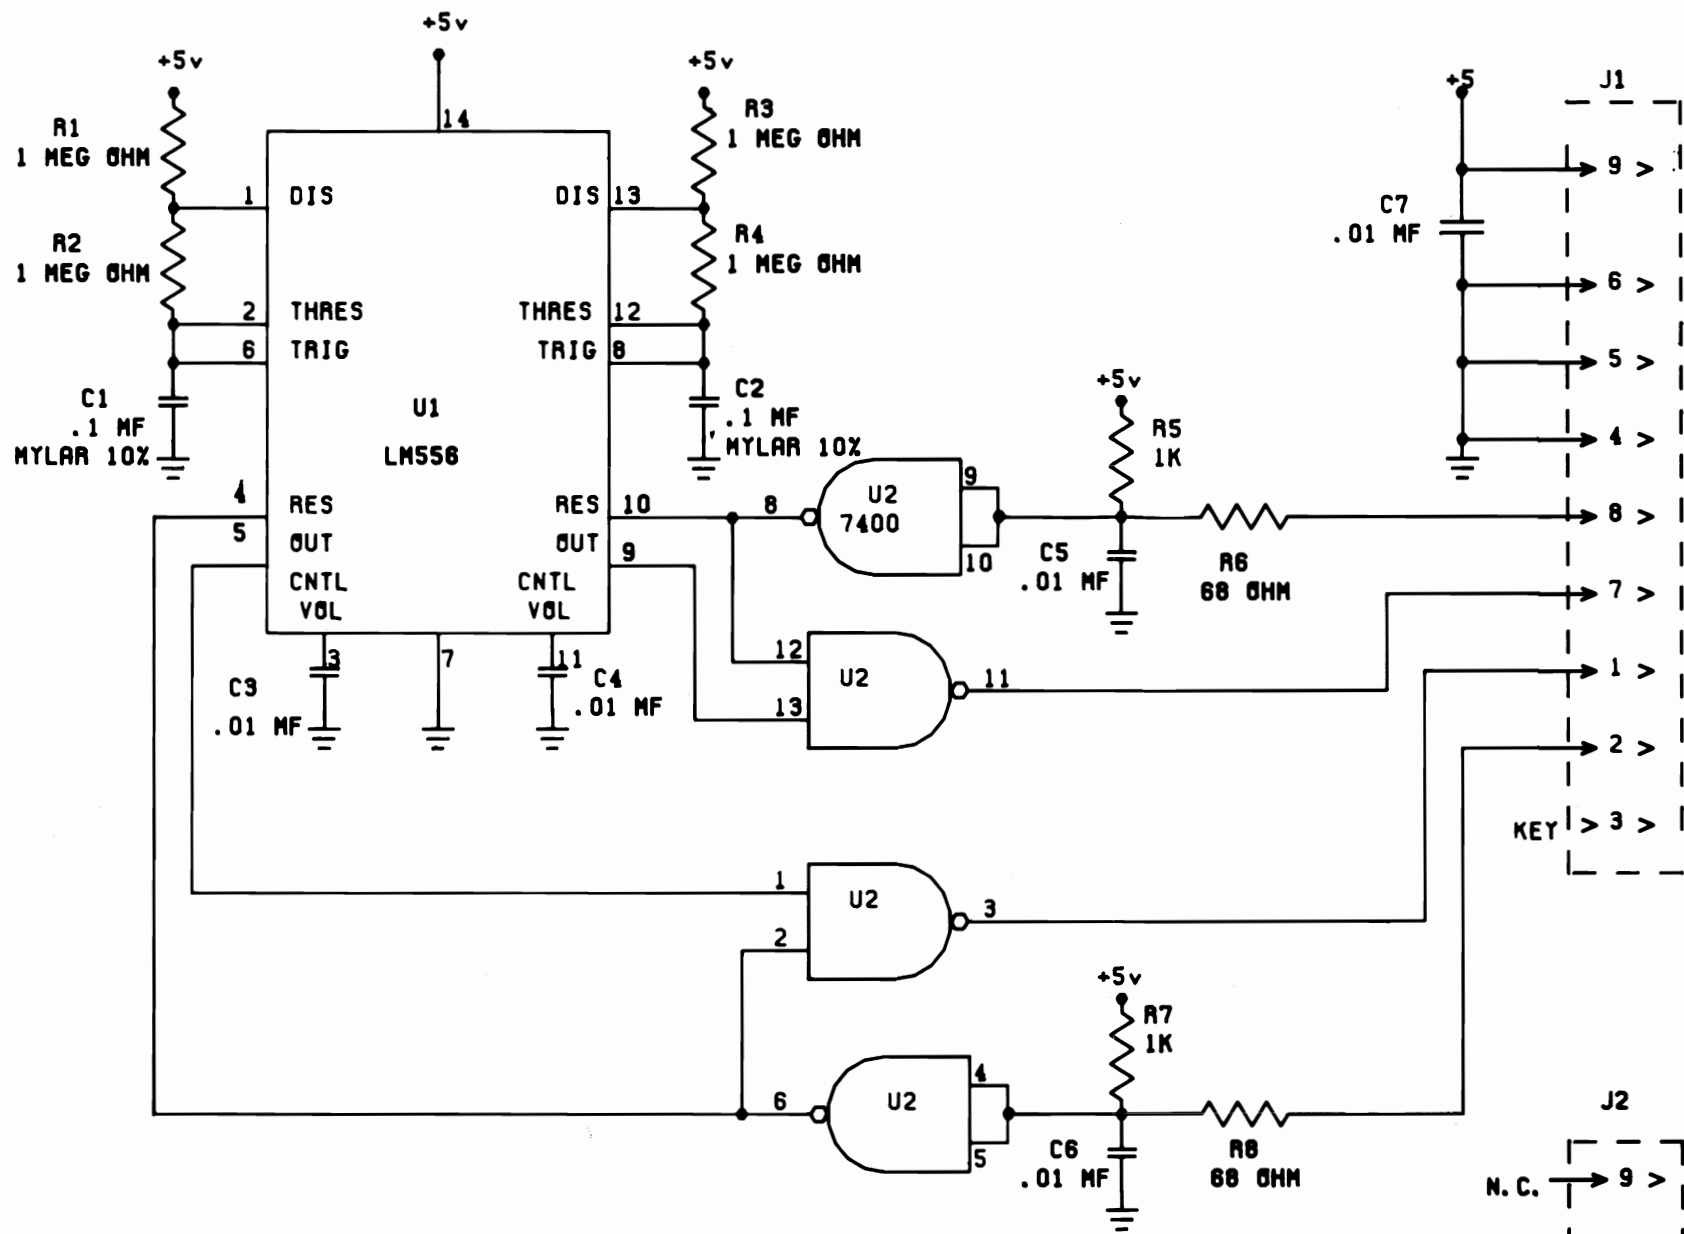 +5v
+5v
+5v
+5
J1
R1
1 MEG OHM
14
R3
1 MEG OHM
9 >
1
DIS
DIS
13
R2
1 MEG OHM
R4
1 MEG OHM
C7
.01 MF
6 >
2
THRES
THRES
12
6
TRIG
TRIG
8
5 >
C1
.1 MF
MYLAR 10%
U1
LM556
C2
.1 MF
MYLAR 10%
+5v
R5
1K
4 >
4
RES
RES
10
8
U2
7400
9
10
8 >
5
OUT
OUT
9
C5
.01 MF
R6
68 OHM
CNTL
VOL
CNTL
VOL
7 >
3
7
11
12
U2
11
1 >
C3
.01 MF
C4
.01 MF
13
2 >
KEY > 3 >
1
U2
3
2
+5v
R7
1K
6
U2
4
5
C6
.01 MF
R8
68 OHM
J2
N.C.
9 >